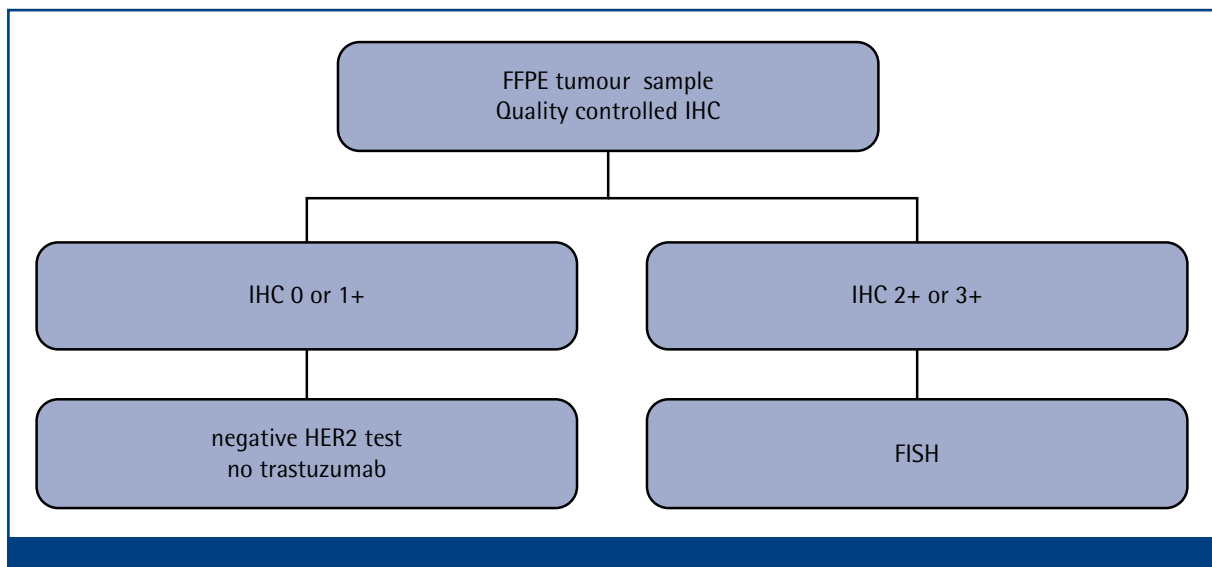 FFPE tumour sample
Quality controlled IHC
IHC 0 or 1+
IHC 2+ or 3+
negative HER2 test
no trastuzumab
FISH